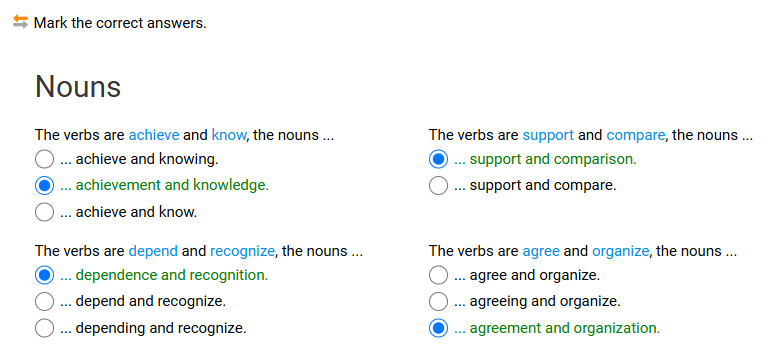 Mark the correct answers.
Nouns
The verbs are achieve and know, the nouns ...
... achieve and knowing.
... achievement and knowledge.
... achieve and know.
The verbs are support and compare, the nouns ...
... support and comparison.
... support and compare.
The verbs are depend and recognize, the nouns ...
... dependence and recognition.
... depend and recognize.
... depending and recognize.
The verbs are agree and organize, the nouns ...
... agree and organize.
... agreeing and organize.
... agreement and organization.